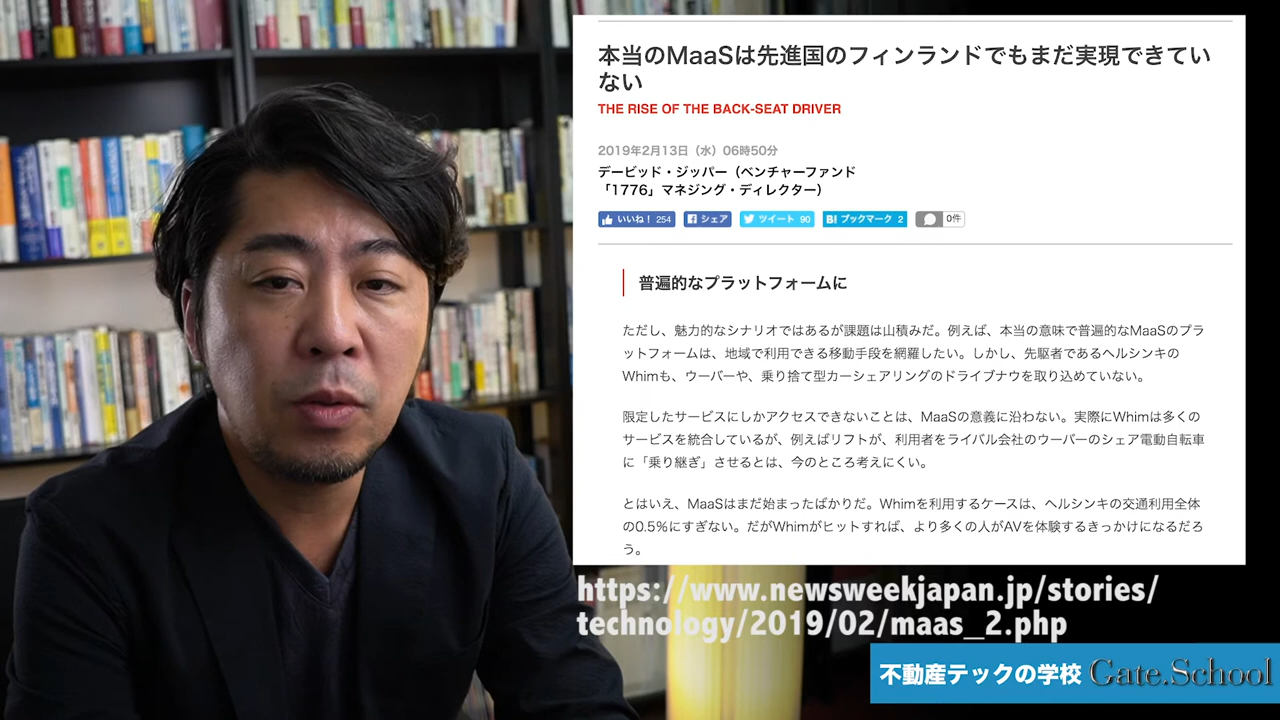 本当のMaaSは先進国のフィンランドでもまだ実現できてい
ない
THE RISE OF THE BACK-SEAT DRIVER
2019年2月13日（水）06時50分
デービッド・ジッパー（ベンチャーファンド
「1776」マネジング・ディレクター）
いいね！ 254 シェア ツイート 90 B! ブックマーク 2 0件
普遍的なプラットフォームに
ただし、魅力的なシナリオではあるが課題は山積みだ。例えば、本当の意味で普遍的なMaaSのプラ
ットフォームは、地域で利用できる移動手段を網羅したい。しかし、先駆者であるヘルシンキの
Whimも、ウーバーや、乗り捨て型カーシェアリングのドライブナウを取り込めていない。
限定したサービスにしかアクセスできないことは、MaaSの意義に沿わない。実際にWhimは多くの
サービスを統合しているが、例えばリフトが、利用者をライバル会社のウーバーのシェア電動自転車
に「乗り継ぎ」させるとは、今のところ考えにくい。
とはいえ、MaaSはまだ始まったばかりだ。Whimを利用するケースは、ヘルシンキの交通利用全体
の0.5％にすぎない。だがWhimがヒットすれば、より多くの人がAVを体験するきっかけになるだろ
う。
https://www.newsweekjapan.jp/stories/
technology/2019/02/maas_2.php
不動産テックの学校 Gate.School